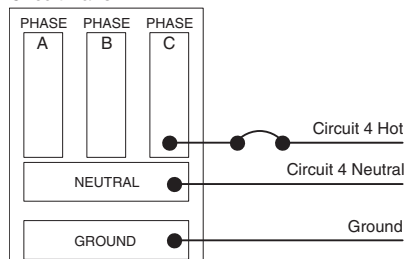 PHASE PHASE PHASE
A B C
Circuit 4 Hot
Circuit 4 Neutral
NEUTRAL
Ground
GROUND